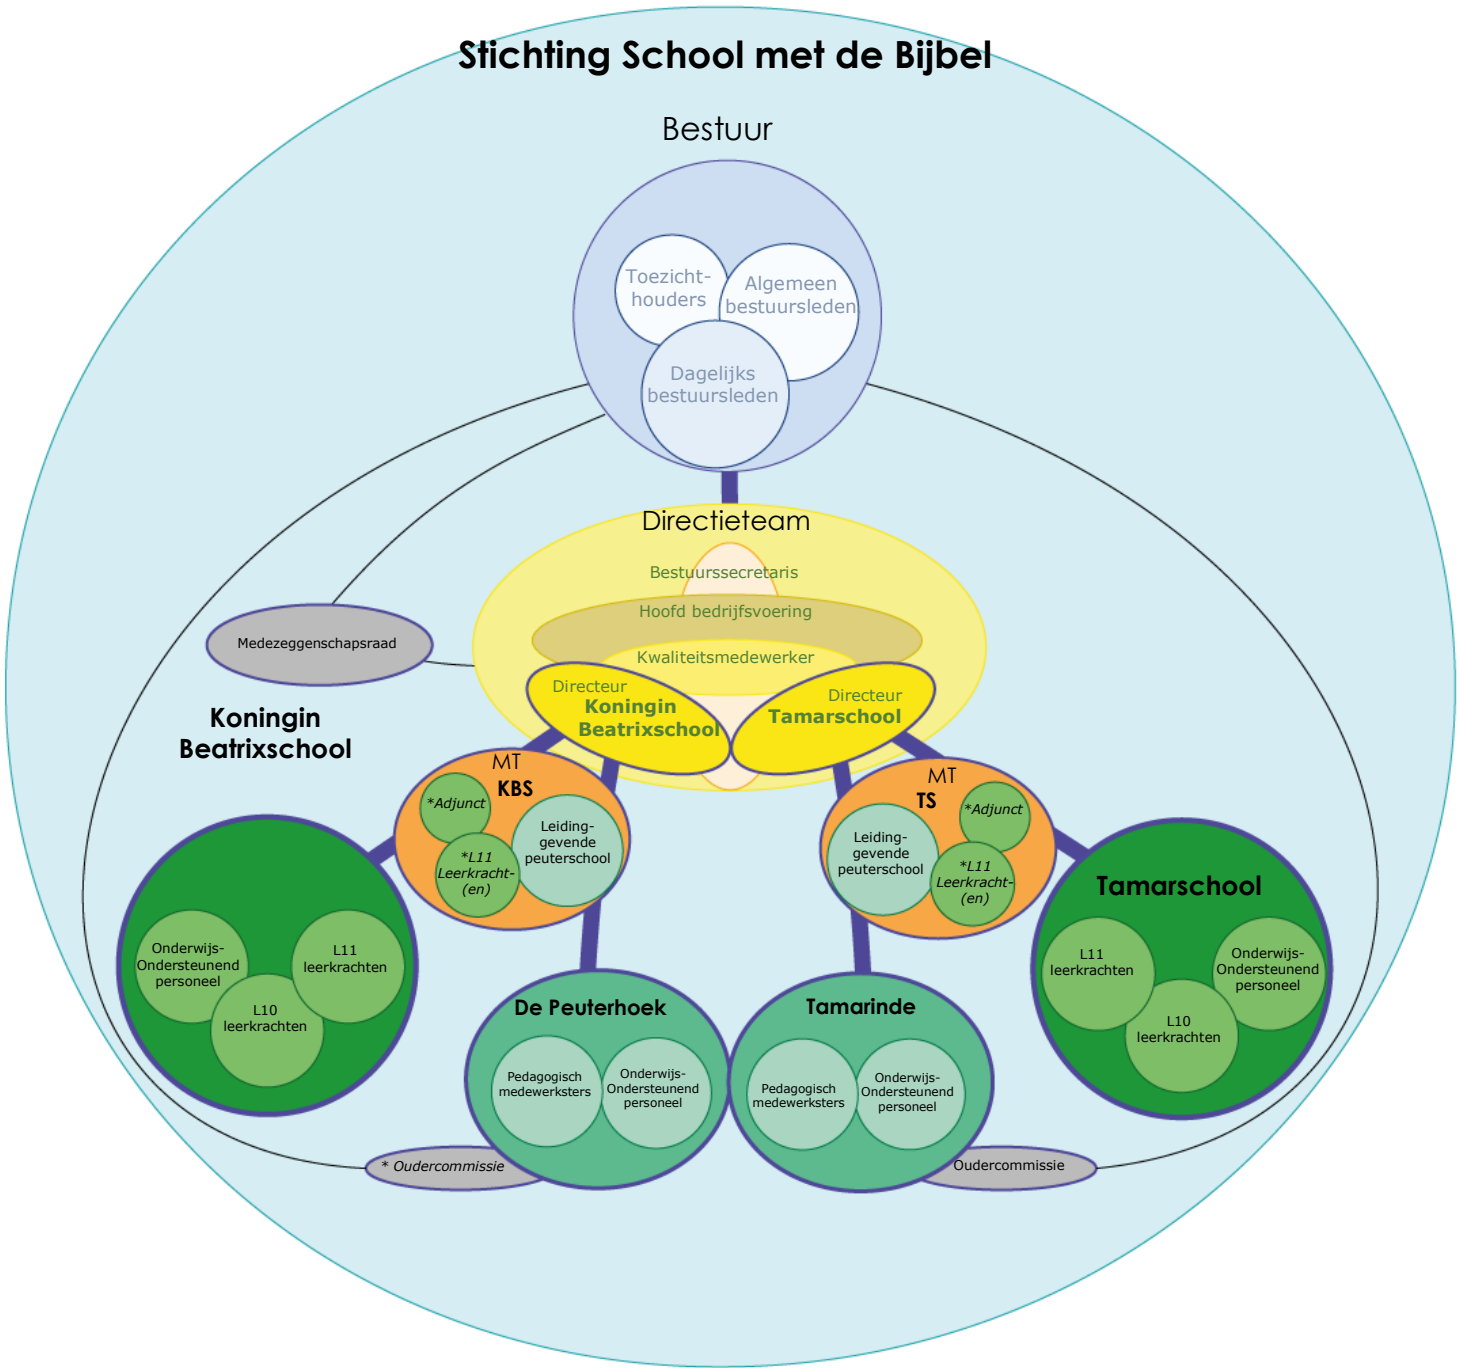 Stichting School met de Bijbel
Bestuur
Toezicht-
houders
Algemeen
bestuursleden
Dagelijks
bestuursleden
Directieteam
Bestuurssecretaris
Hoofd bedrijfsvoering
Kwaliteitsmedewerker
Directeur
Koningin
Beatrixschool
Directeur
Tamarschool
Medezeggenschapsraad
Koningin
Beatrixschool
MT
KBS
*Adjunct
*L11
Leerkracht-
(en)
Leiding-
gevende
peuterschool
MT
TS
Leiding-
gevende
peuterschool
*Adjunct
*L11
Leerkracht-
(en)
Onderwijs-
Ondersteunend
personeel
L10
leerkrachten
L11
leerkrachten
Tamarschool
L11
leerkrachten
L10
leerkrachten
Onderwijs-
Ondersteunend
personeel
De Peuterhoek
Pedagogisch
medewerksters
Onderwijs-
Ondersteunend
personeel
Tamarinde
Pedagogisch
medewerksters
Onderwijs-
Ondersteunend
personeel
* Oudercommissie
Oudercommissie